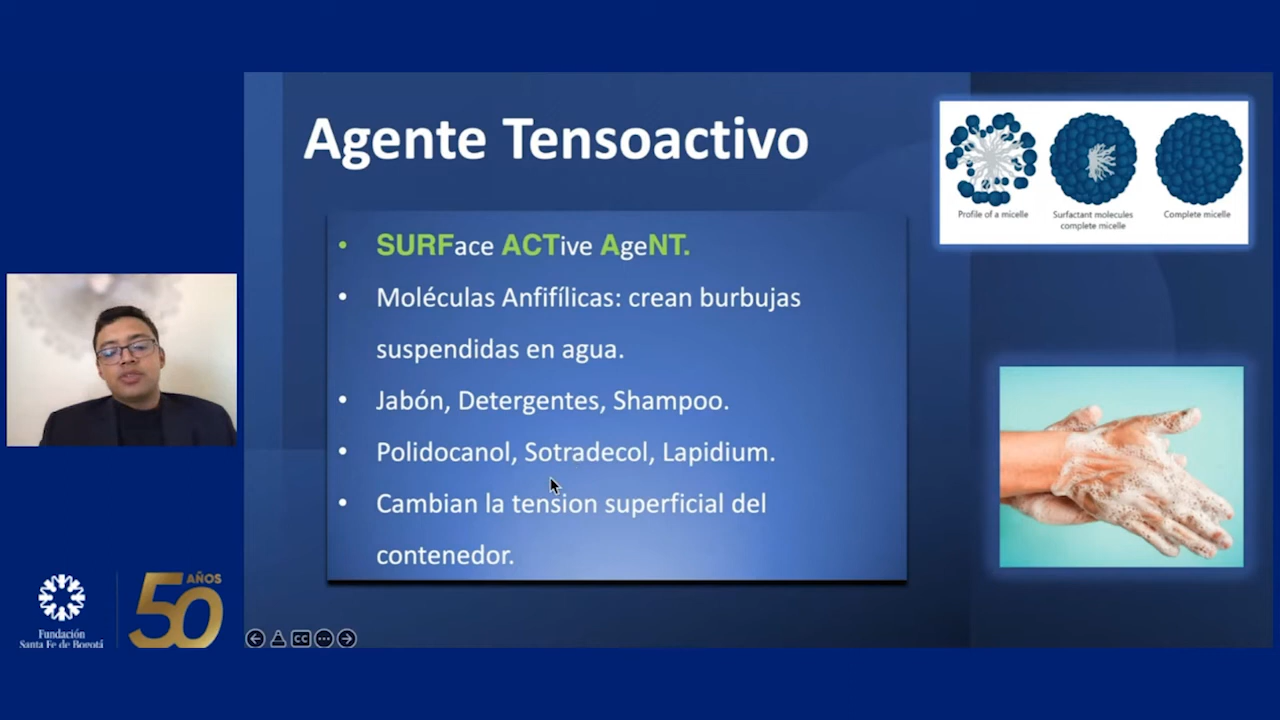 Agente Tensoactivo
• SURFace ACTive AgeNT.
• Moléculas Anfifílicas: crean burbujas
suspendidas en agua.
• Jabón, Detergentes, Shampoo.
• Polidocanol, Sotradecol, Lapidium.
• Cambian la tension superficial del
contenedor.
Profile of a micelle
Surfactant molecules
complete micelle
Complete micelle
Fundación
Santa Fe de Bogotá
50 AÑOS
CC